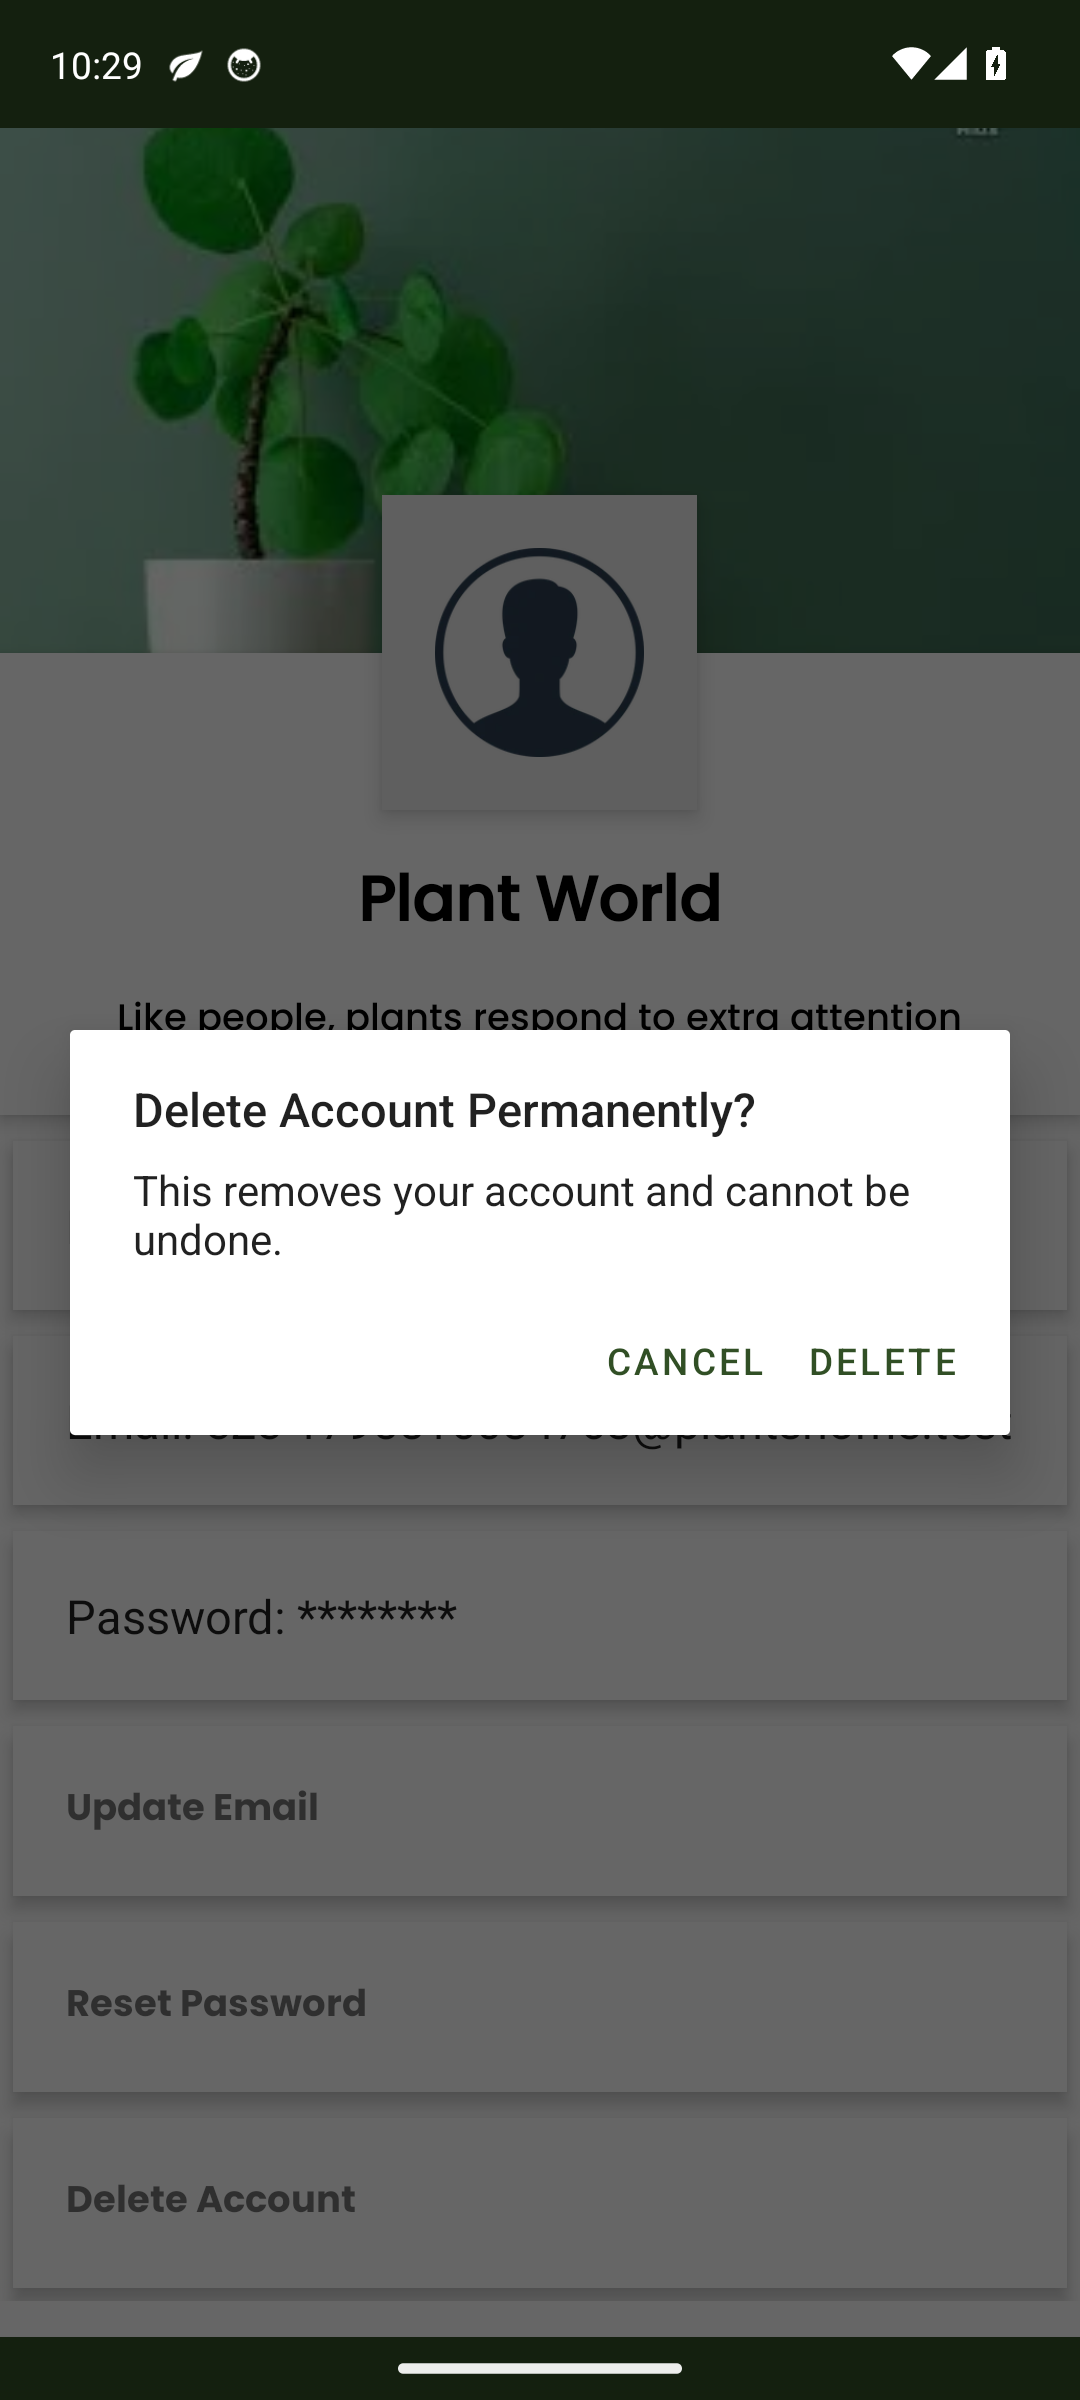 10:29
Plant World
Like people, plants respond to extra attention
Delete Account Permanently?
This removes your account and cannot be
undone.
CANCEL DELETE
Password: ********
Update Email
Reset Password
Delete Account